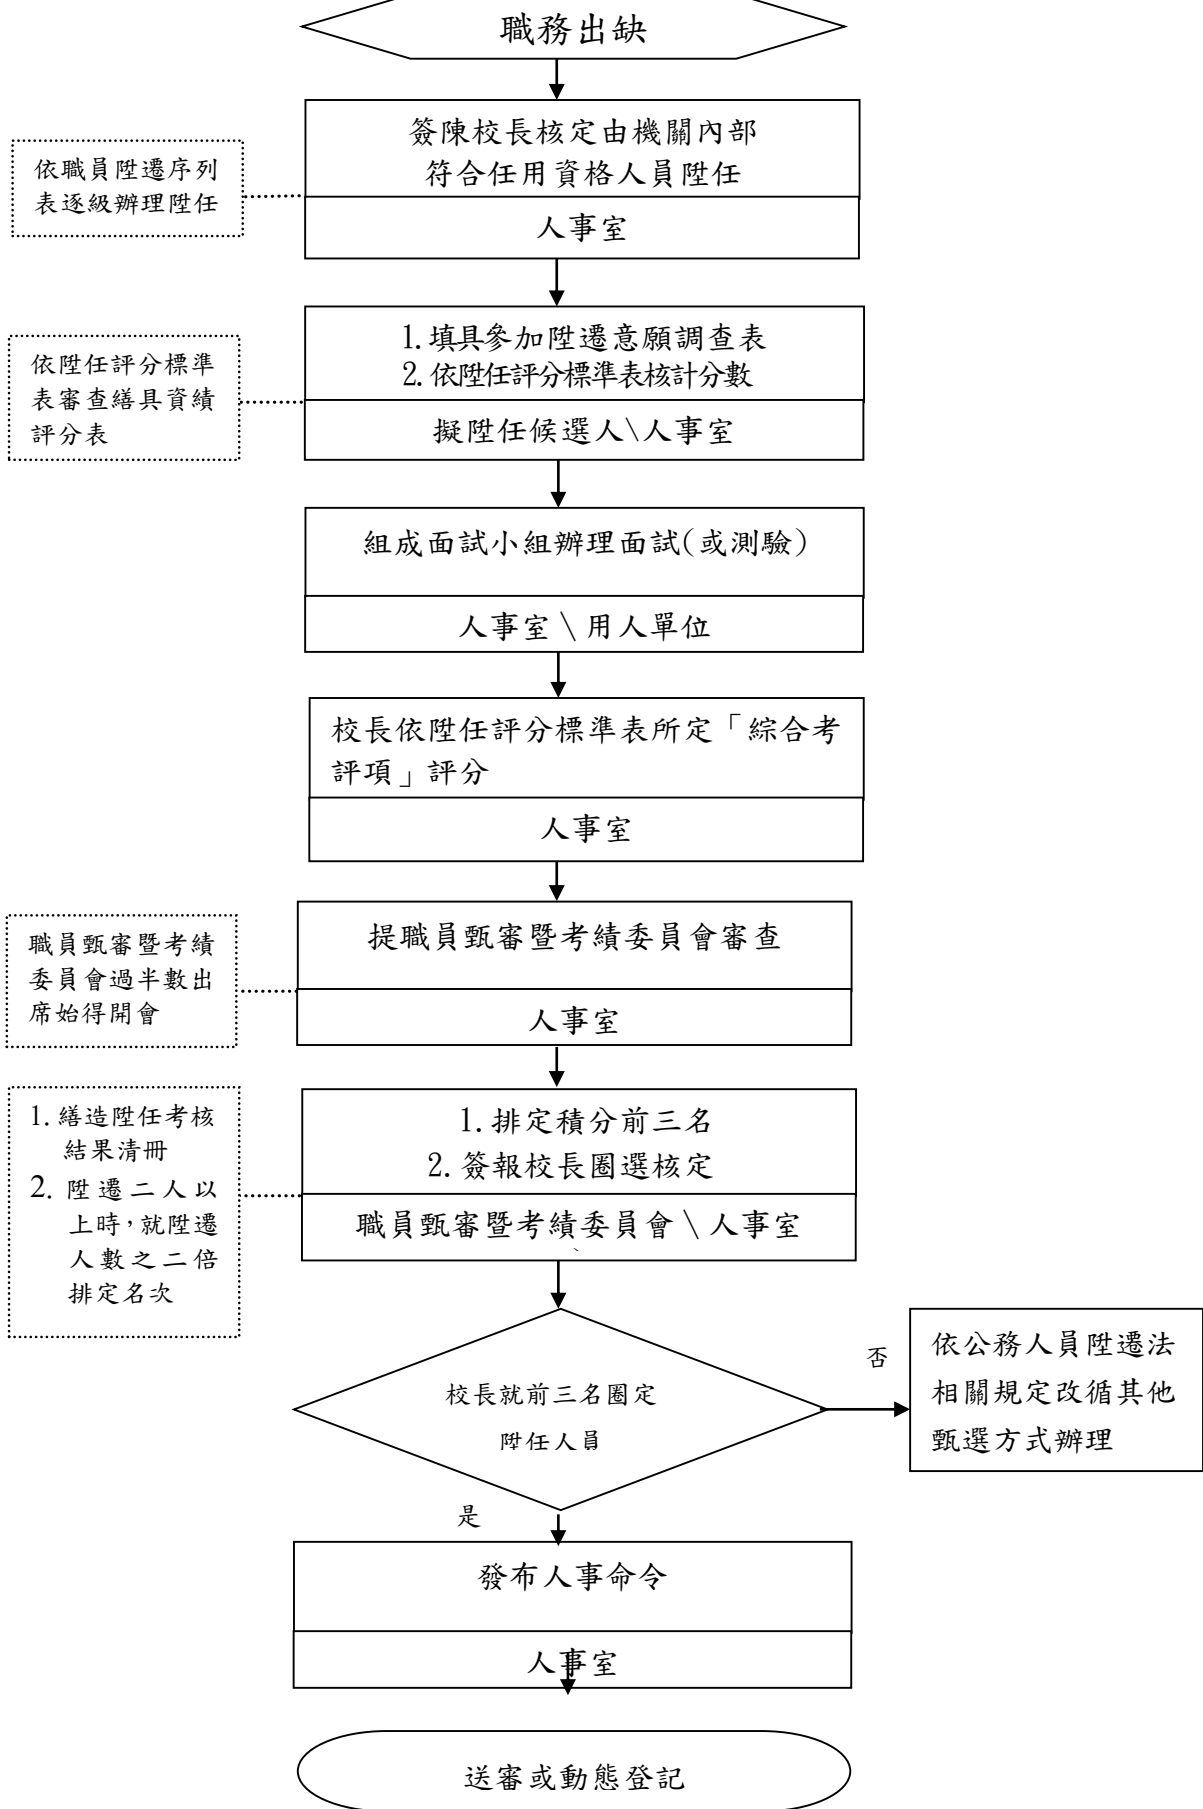 職務出缺
簽陳校長核定由機關內部
符合任用資格人員陞任
人事室
依職員陞遷序列
表逐級辦理陞任
1.填具參加陞遷意願調查表
2.依陞任評分標準表核計分數
擬陞任候選人\人事室
依陞任評分標準
表審查繕具資績
評分表
組成面試小組辦理面試(或測驗)
人事室\用人單位
校長依陞任評分標準表所定「綜合考
評項」評分
人事室
提職員甄審暨考績委員會審查
人事室
職員甄審暨考績
委員會過半數出
席始得開會
1.排定積分前三名
2.簽報校長圈選核定
職員甄審暨考績委員會\人事室
1.繕造陞任考核
結果清冊
2.陞遷二人以
上時,就陞遷
人數之二倍
排定名次
校長就前三名圈定
陞任人員
否
依公務人員陞遷法
相關規定改循其他
甄選方式辦理
是
發布人事命令
人事室
送審或動態登記